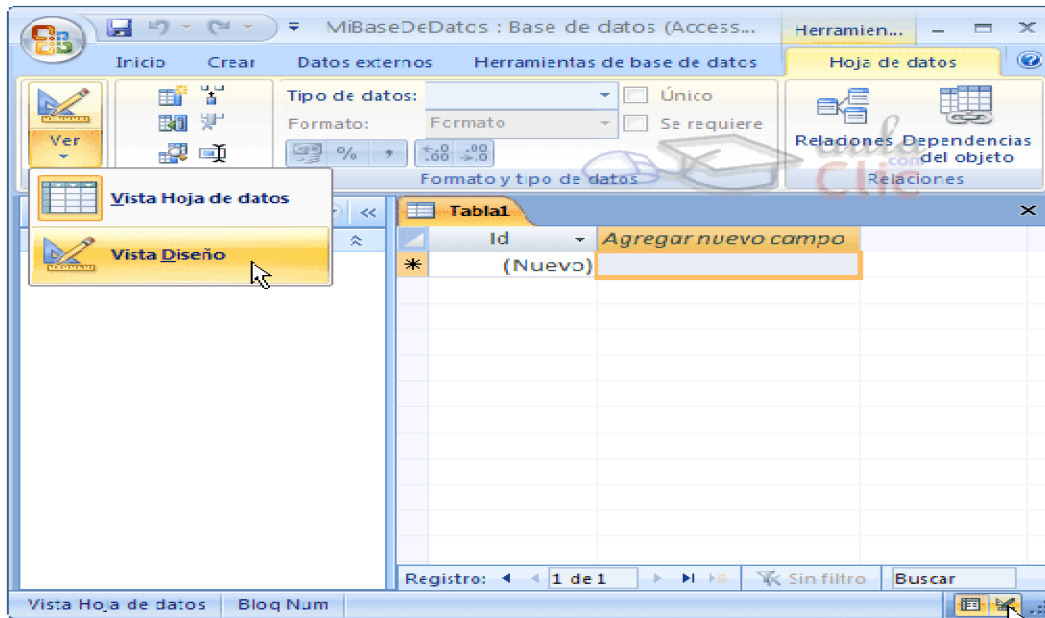 MiBaseDeDatos : Base de datos (Access...
Herramien...
Inicio Crear Datos externos Herramientas de base de datos Hoja de datos
Ver
Tipo de datos:
Único
Formato: Formato
Se requiere
Formato y tipo de datos
Relaciones Dependencias del objeto
Relaciones
aula
.com
Clic
Vista Hoja de datos
Vista Diseño
Tabla1
Id Agregar nuevo campo
(Nuevo)
Registro: 1 de 1 Sin filtro Buscar
Vista Hoja de datos Bloq Num